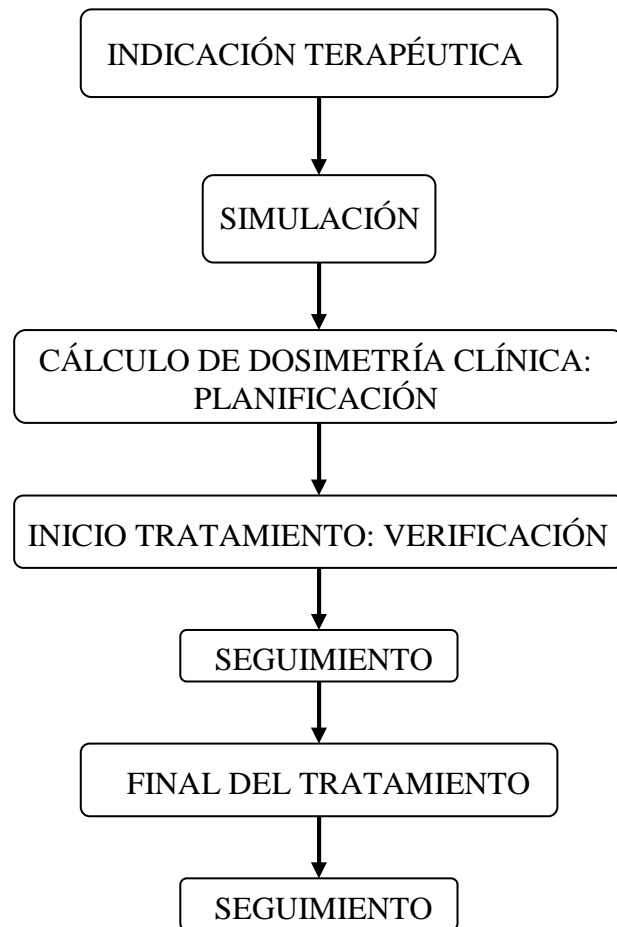 INDICACIÓN TERAPÉUTICA
SIMULACIÓN
CÁLCULO DE DOSIMETRÍA CLÍNICA:
PLANIFICACIÓN
INICIO TRATAMIENTO: VERIFICACIÓN
SEGUIMIENTO
FINAL DEL TRATAMIENTO
SEGUIMIENTO